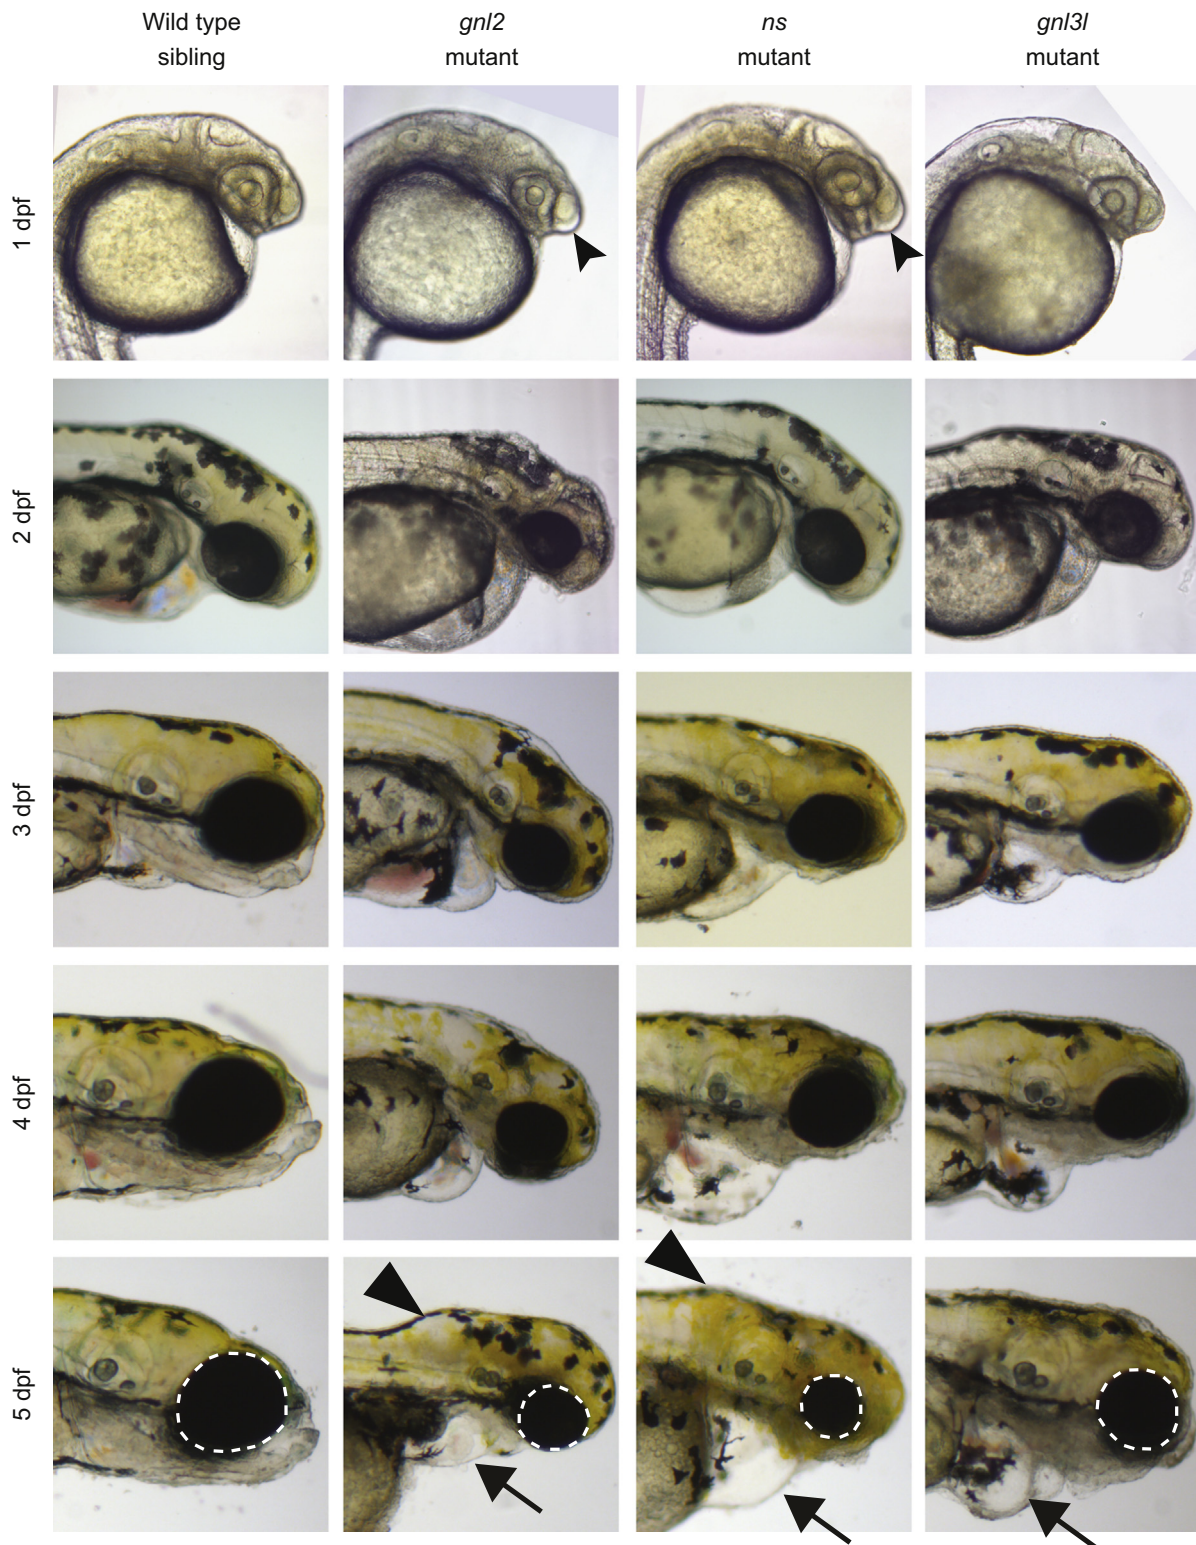 Wild type gnl2 ns gnl3l
sibling mutant mutant mutant
1 dpf
2 dpf
3 dpf
4 dpf
5 dpf